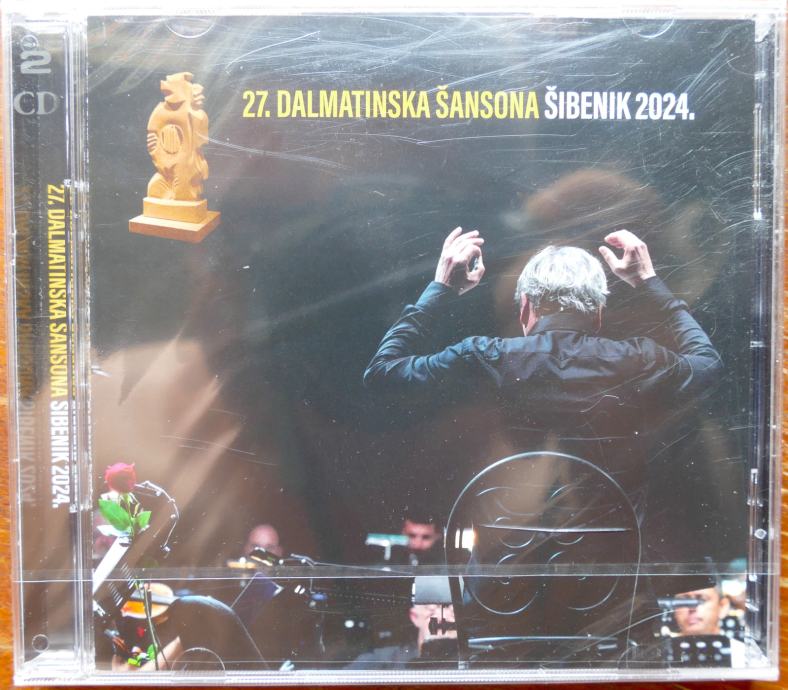 2
CD
27. DALMATINSKA ŠANSONA ŠIBENIK 2024.
27. DALMATINSKA ŠANSONA ŠIBENIK 2024.